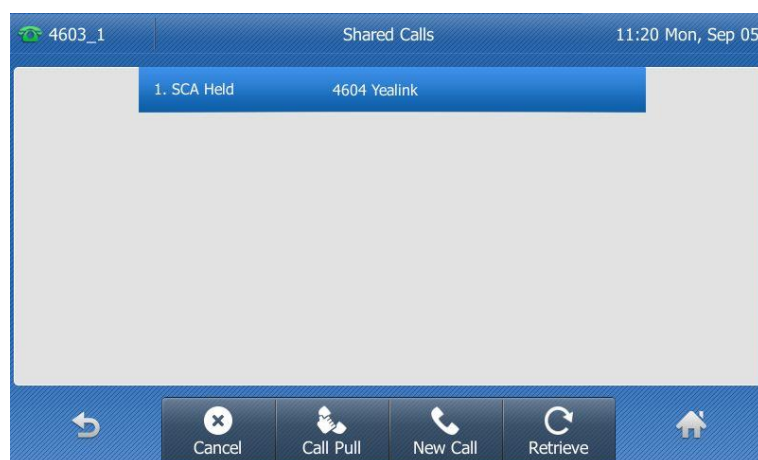 4603_1 Shared Calls 11:20 Mon, Sep 05
1. SCA Held 4604 Yealink
Cancel Call Pull New Call Retrieve